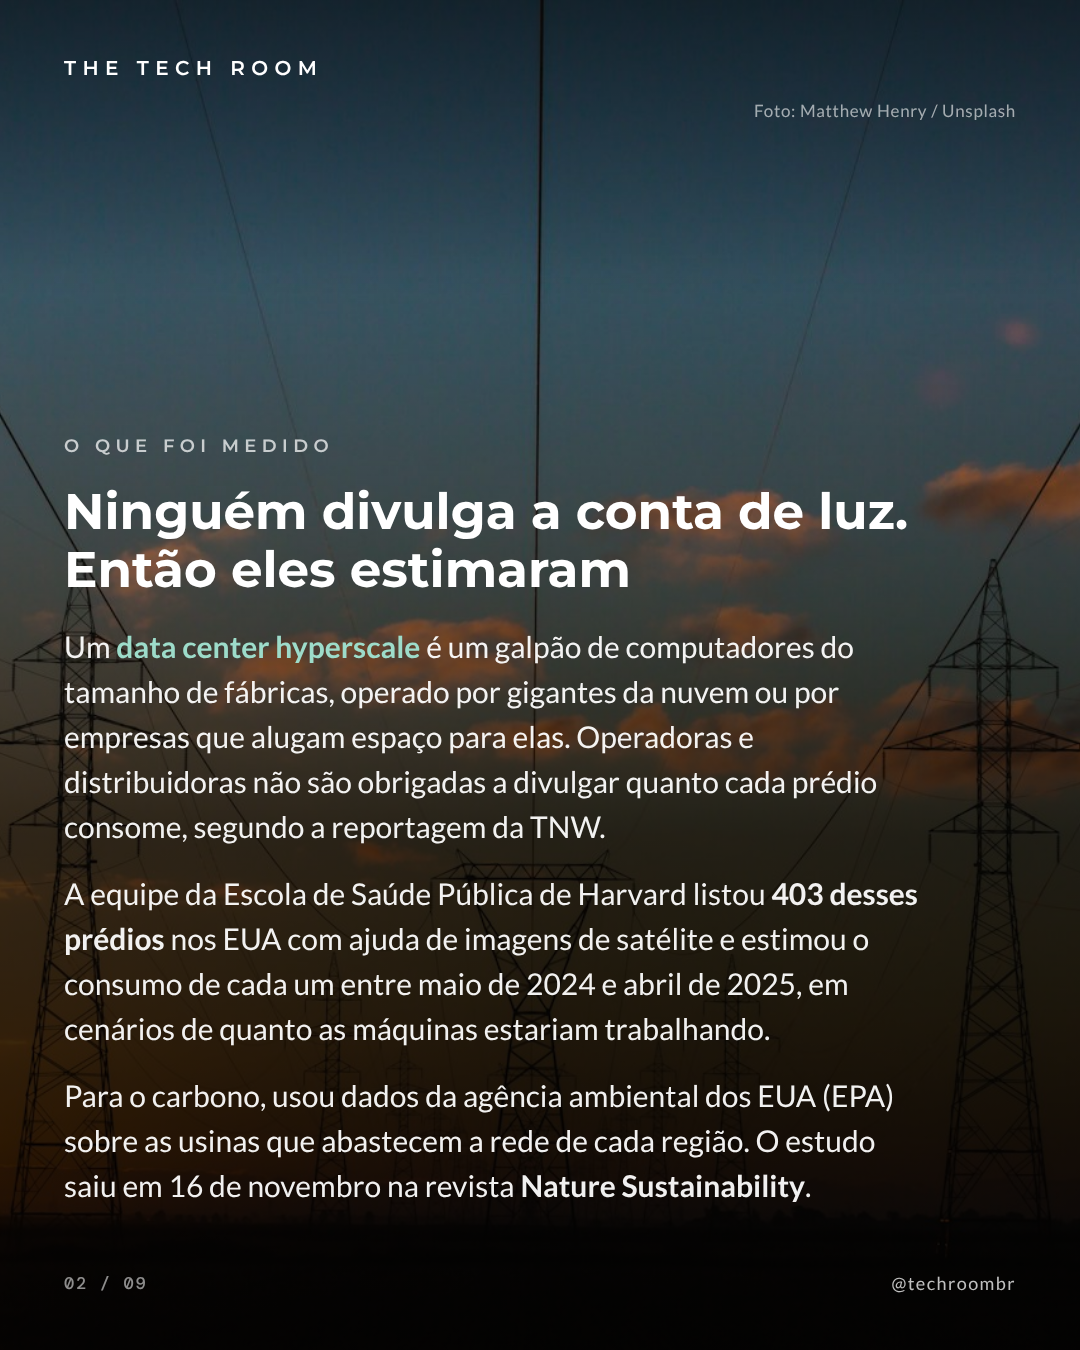 THE TECH ROOM
Foto: Matthew Henry / Unsplash
O QUE FOI MEDIDO
Ninguém divulga a conta de luz.
Então eles estimaram
Um data center hyperscale é um galpão de computadores do
tamanho de fábricas, operado por gigantes da nuvem ou por
empresas que alugam espaço para elas. Operadoras e
distribuidoras não são obrigadas a divulgar quanto cada prédio
consome, segundo a reportagem da TNW.
A equipe da Escola de Saúde Pública de Harvard listou 403 desses
prédios nos EUA com ajuda de imagens de satélite e estimou o
consumo de cada um entre maio de 2024 e abril de 2025, em
cenários de quanto as máquinas estariam trabalhando.
Para o carbono, usou dados da agência ambiental dos EUA (EPA)
sobre as usinas que abastecem a rede de cada região. O estudo
saiu em 16 de novembro na revista Nature Sustainability.
02 / 09
@techroombr